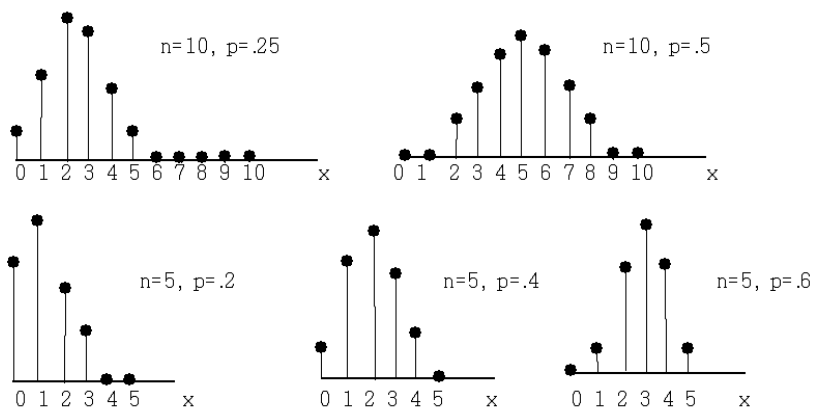 n=10, p=.25
0 1 2 3 4 5 6 7 8 9 10 x
n=10, p=.5
0 1 2 3 4 5 6 7 8 9 10 x
n=5, p=.2
0 1 2 3 4 5 x
n=5, p=.4
0 1 2 3 4 5 x
n=5, p=.6
0 1 2 3 4 5 x